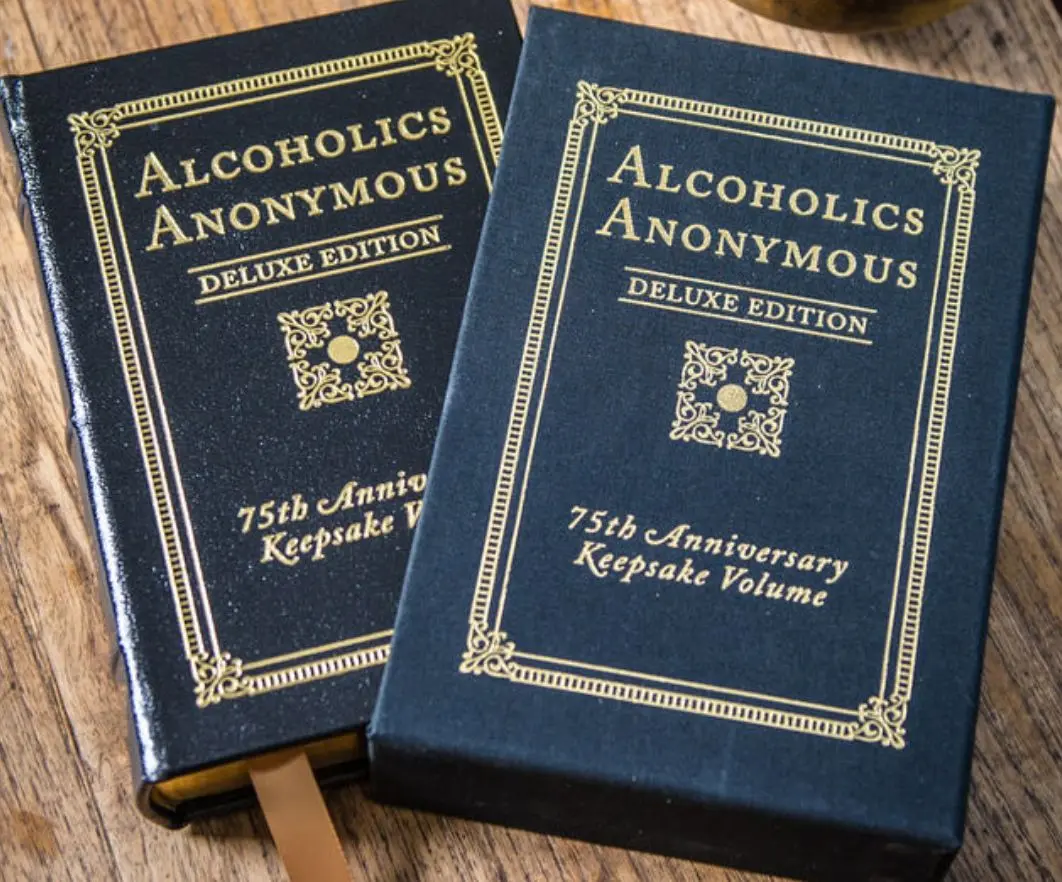 ALCOHOLICS
ANONYMOUS
DELUXE EDITION
75th Anniv
Keepsake V
ALCOHOLICS
ANONYMOUS
DELUXE EDITION
75th Anniversary
Keepsake Volume